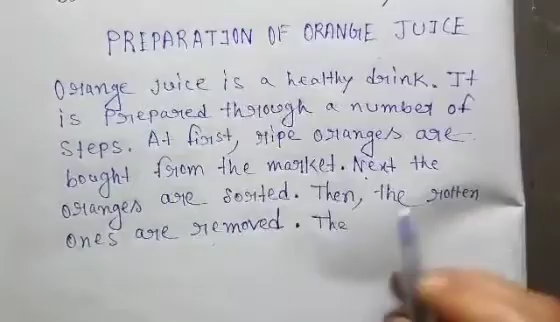 PREPARATION OF ORANGE JUICE
Orange juice is a healthy drink. It
is prepared through a number of
steps. At first, ripe oranges are
bought from the market. Next the
oranges are sorted. Then, the rotten
ones are removed. The